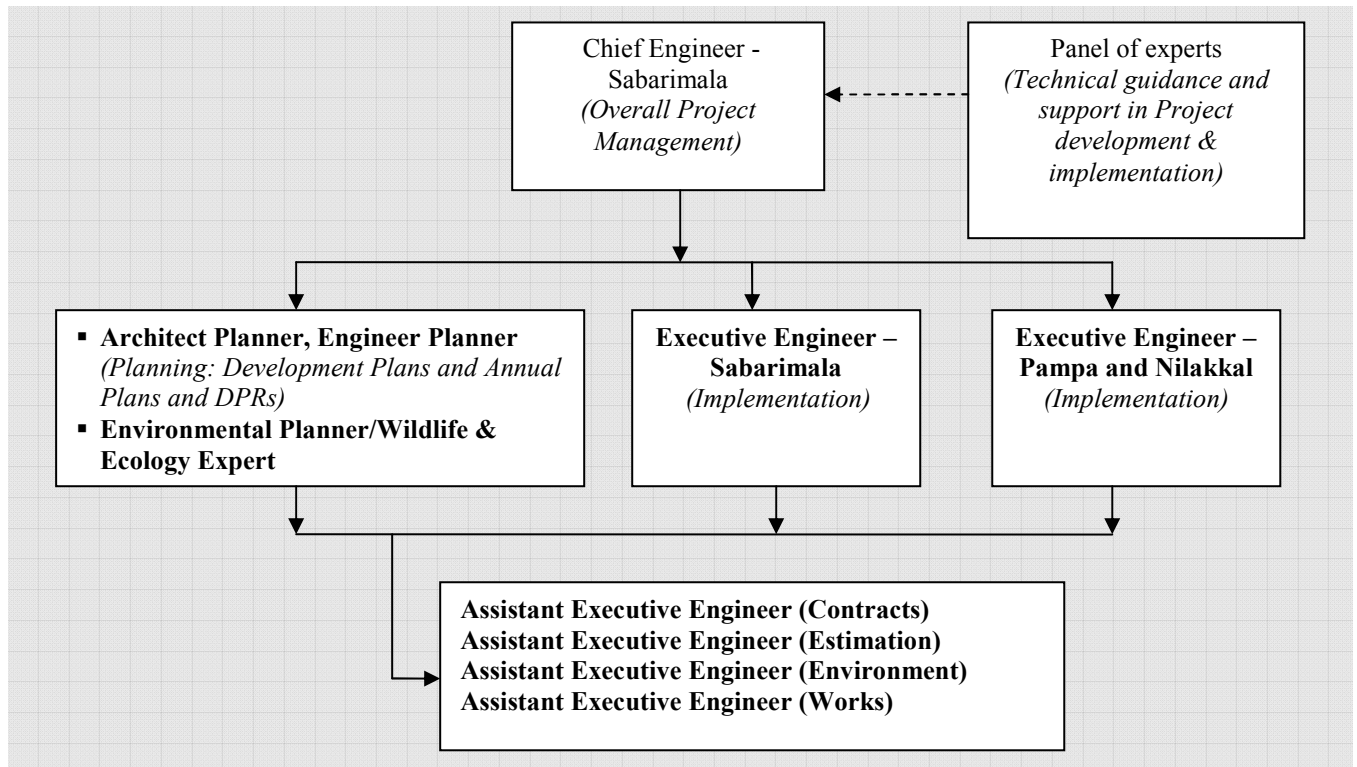 Chief Engineer -
Sabarimala
(Overall Project
Management)
Panel of experts
(Technical guidance and
support in Project
development &
implementation)
▪ Architect Planner, Engineer Planner
(Planning: Development Plans and Annual
Plans and DPRs)
▪ Environmental Planner/Wildlife &
Ecology Expert
Executive Engineer –
Sabarimala
(Implementation)
Executive Engineer –
Pampa and Nilakkal
(Implementation)
Assistant Executive Engineer (Contracts)
Assistant Executive Engineer (Estimation)
Assistant Executive Engineer (Environment)
Assistant Executive Engineer (Works)